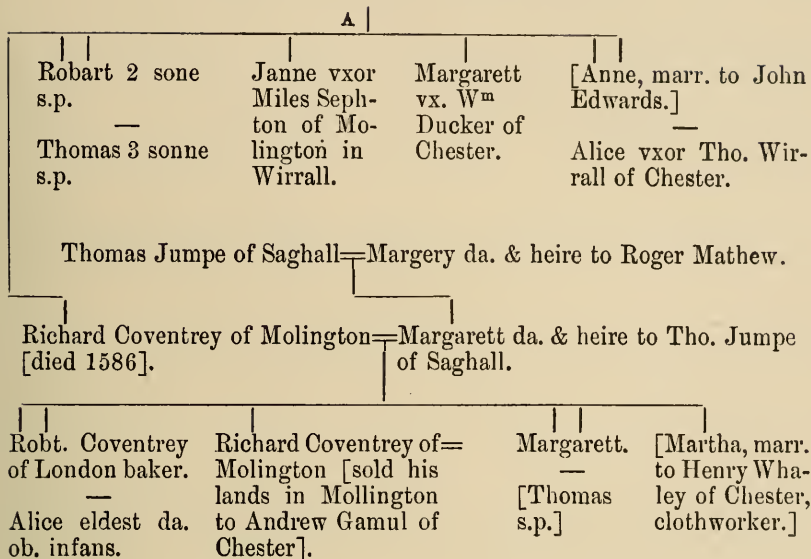 A
Robart 2 sone
s.p.
—
Thomas 3 sonne
s.p.
Janne vxor
Miles Seph-
ton of Mo-
lington in
Wirrall.
Margarett
vx. Wm
Ducker of
Chester.
[Anne, marr. to John
Edwards.]
—
Alice vxor Tho. Wir-
rall of Chester.
Thomas Jumpe of Saghall=Margery da. & heire to Roger Mathew.
Richard Coventrey of Molington=Margarett da. & heire to Tho. Jumpe
[died 1586].
of Saghall.
Robt. Coventrey
of London baker.
—
Alice eldest da.
ob. infans.
Richard Coventrey of=
Molington [sold his
lands in Mollington
to Andrew Gamul of
Chester].
Margarett.
—
[Thomas
s.p.]
[Martha, marr.
to Henry Wha-
ley of Chester,
clothworker.]